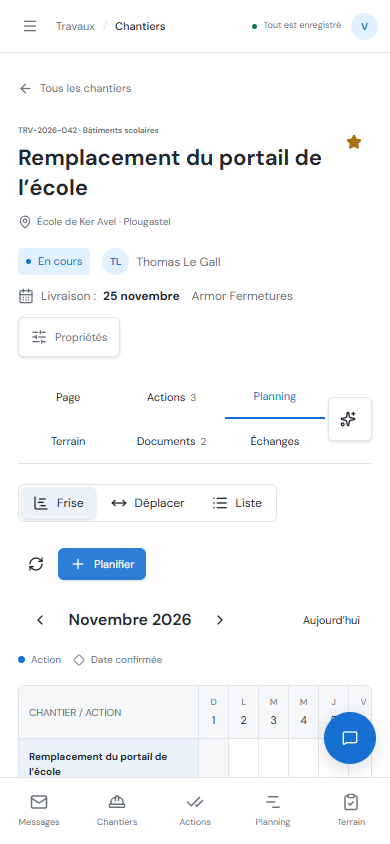 Travaux / Chantiers
Tout est enregistré
V
Tous les chantiers
TRV-2026-042 · Bâtiments scolaires
Remplacement du portail de
l’école
École de Ker Avel · Plougastel
En cours
TL Thomas Le Gall
Livraison : 25 novembre Armor Fermetures
Propriétés
Page Actions 3 Planning
Terrain Documents 2 Échanges
Frise Déplacer Liste
Planifier
Novembre 2026 Aujourd’hui
Action Date confirmée
CHANTIER / ACTION
D L M M J V
1 2 3 4
Remplacement du portail de
l’école
Messages Chantiers Actions Planning Terrain